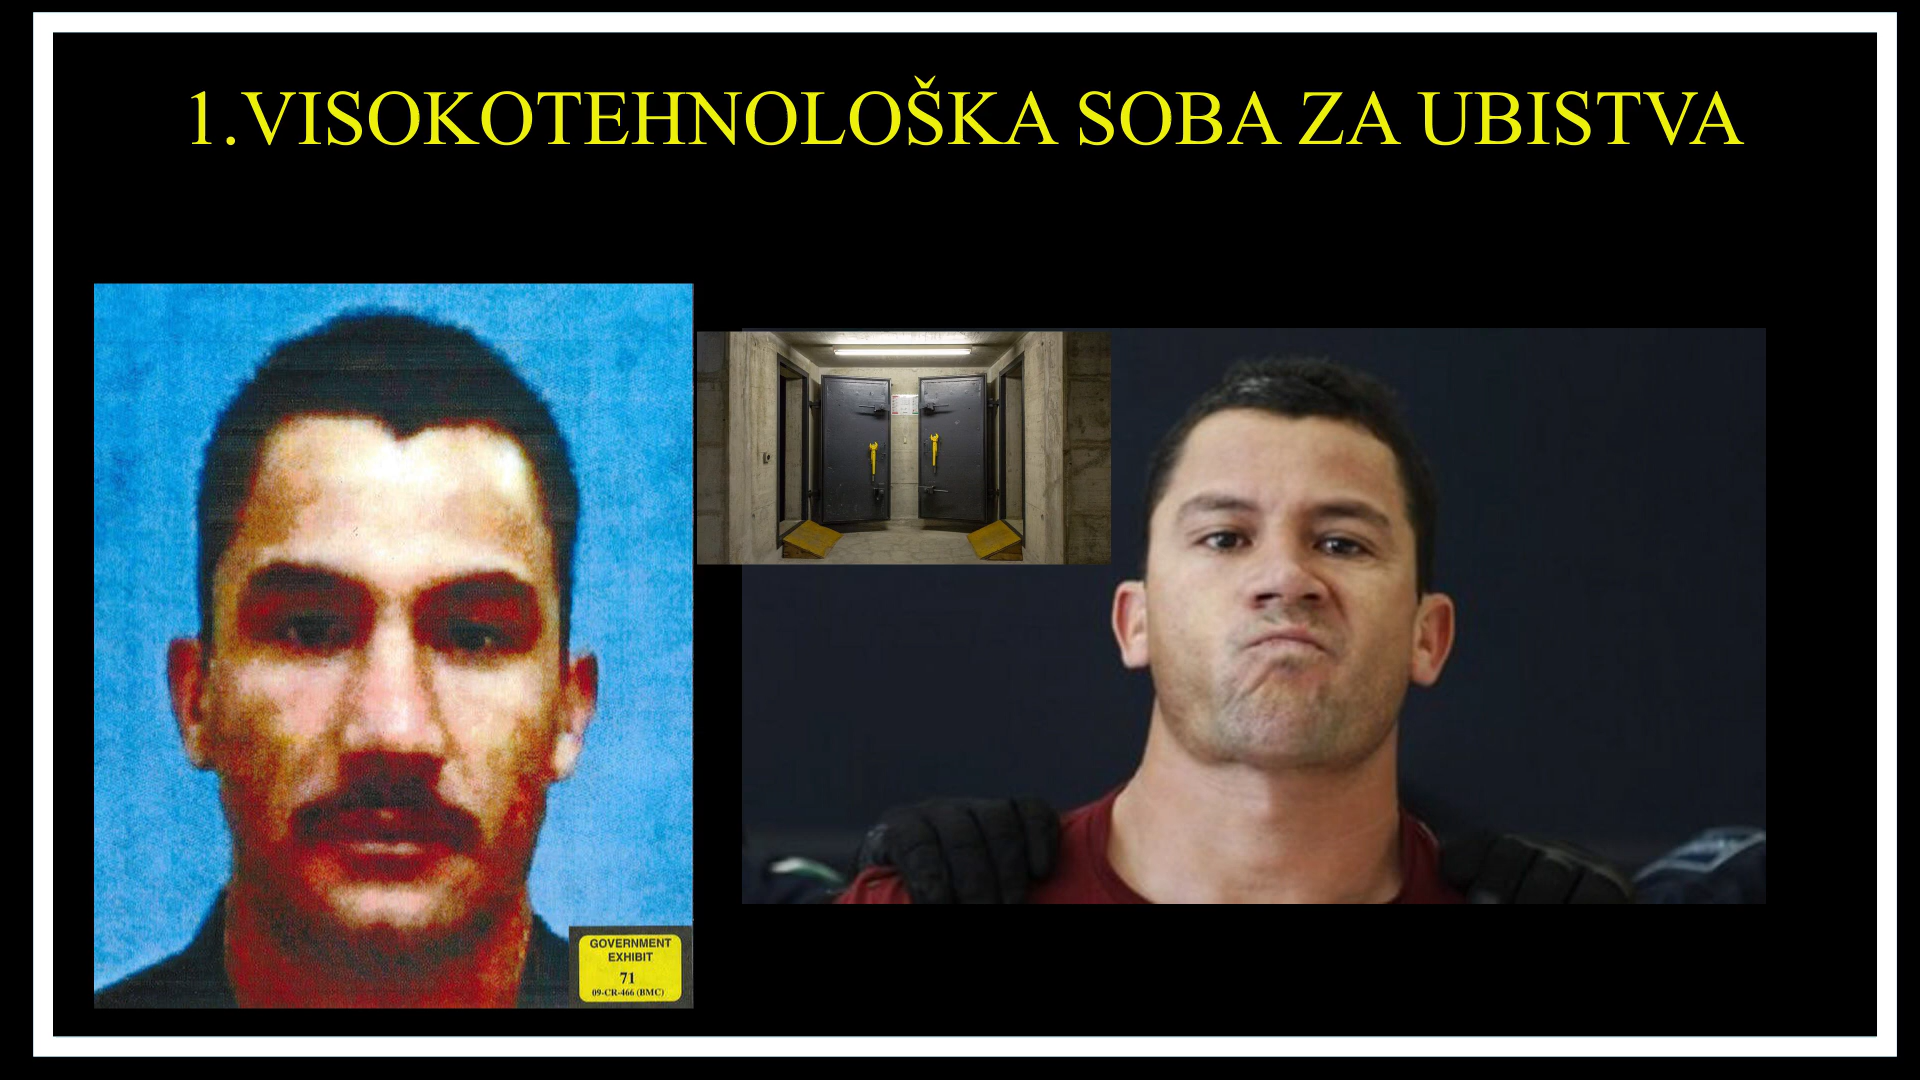 1.VISOKOTEHNOLOŠKA SOBA ZA UBISTVA
GOVERNMENT
EXHIBIT
71
09-CR-466 (BMC)